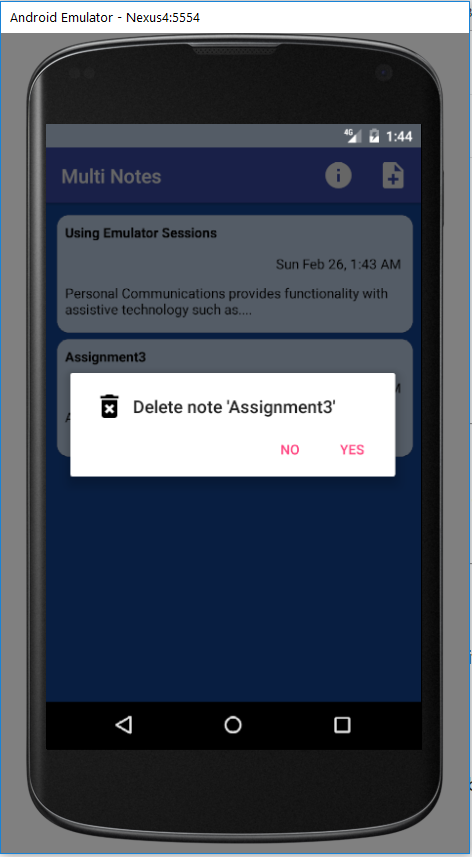 Android Emulator - Nexus4:5554
4G 1:44
Multi Notes
Using Emulator Sessions
Sun Feb 26, 1:43 AM
Personal Communications provides functionality with
assistive technology such as....
Assignment3
M
A
Delete note 'Assignment3'
NO YES